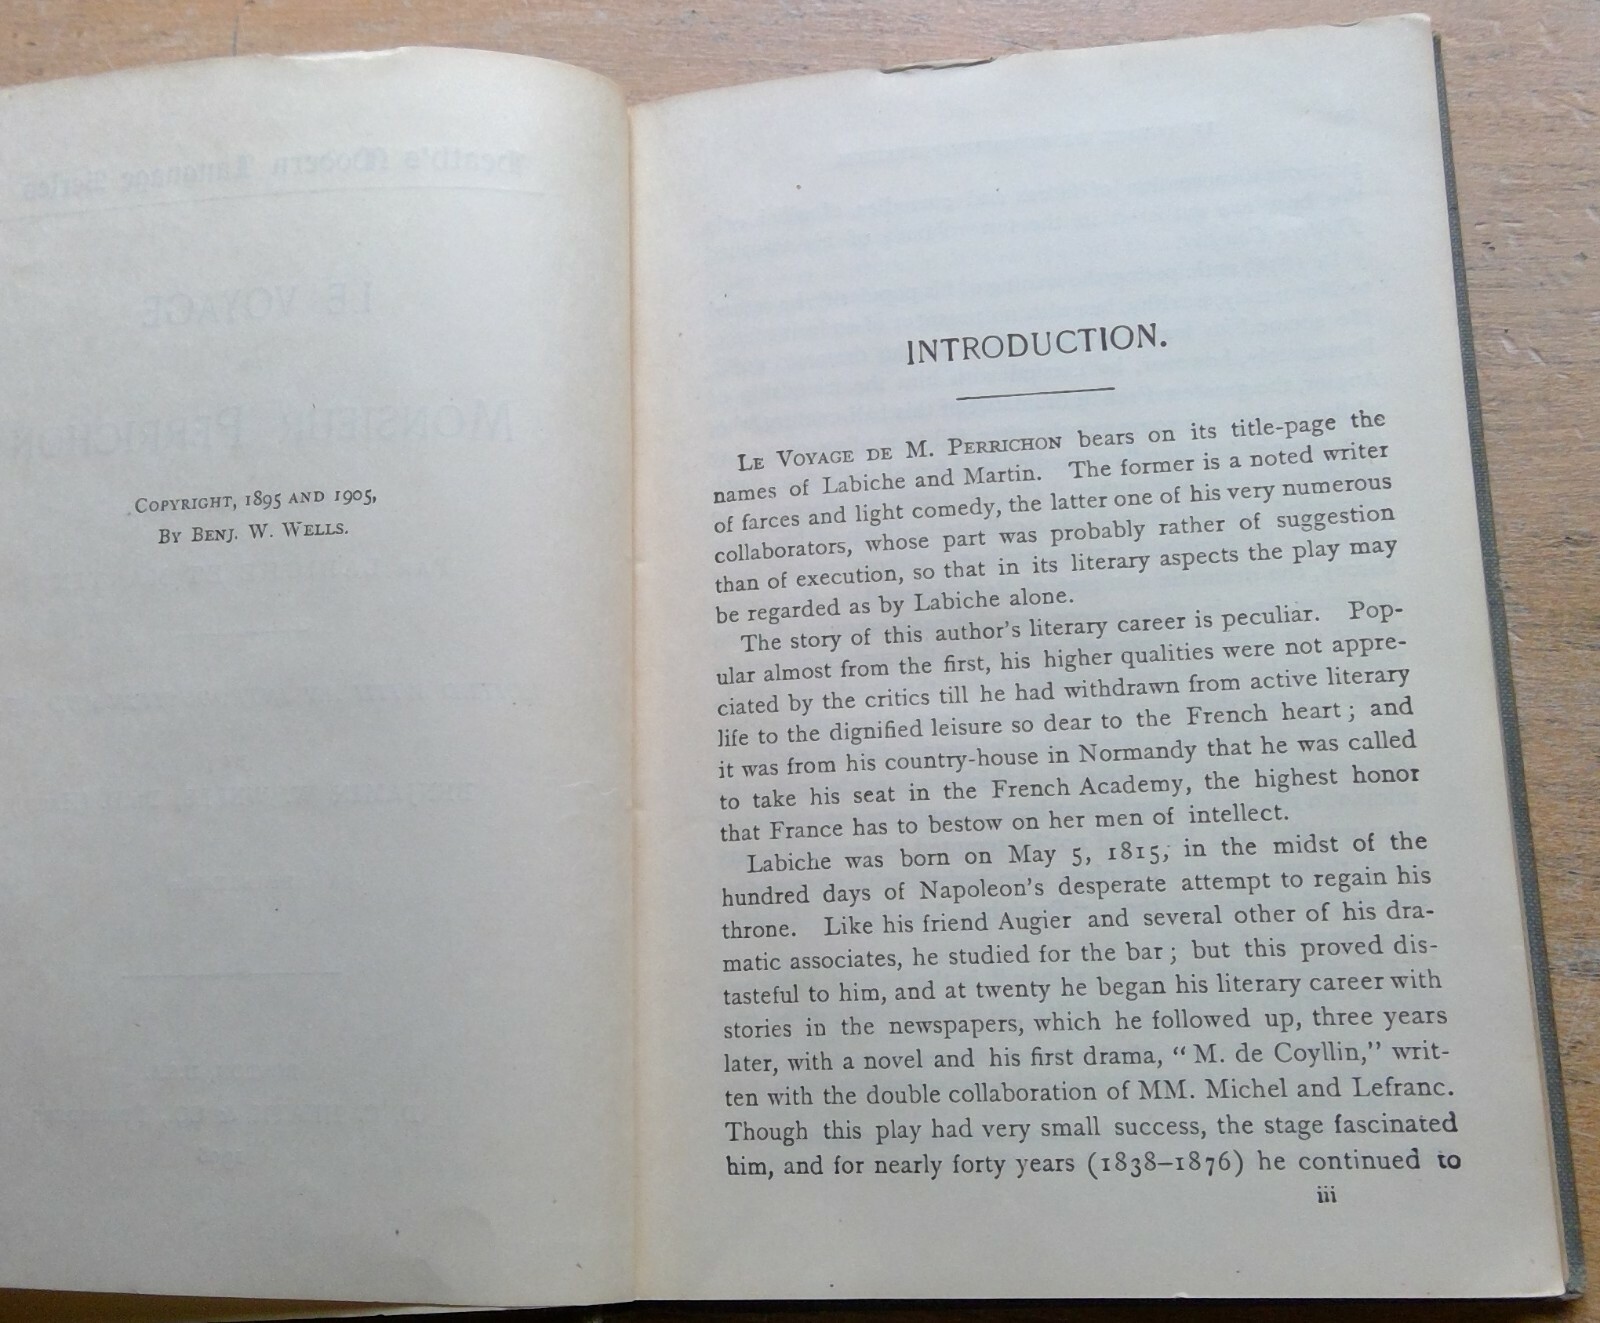 Copyright, 1895 and 1905,
By Benj. W. Wells.
INTRODUCTION.
Le Voyage de M. Perrichon bears on its title-page the
names of Labiche and Martin. The former is a noted writer
of farces and light comedy, the latter one of his very numerous
collaborators, whose part was probably rather of suggestion
than of execution, so that in its literary aspects the play may
be regarded as by Labiche alone.
The story of this author's literary career is peculiar. Pop-
ular almost from the first, his higher qualities were not appre-
ciated by the critics till he had withdrawn from active literary
life to the dignified leisure so dear to the French heart; and
it was from his country-house in Normandy that he was called
to take his seat in the French Academy, the highest honor
that France has to bestow on her men of intellect.
Labiche was born on May 5, 1815, in the midst of the
hundred days of Napoleon's desperate attempt to regain his
throne. Like his friend Augier and several other of his dra-
matic associates, he studied for the bar; but this proved dis-
tasteful to him, and at twenty he began his literary career with
stories in the newspapers, which he followed up, three years
later, with a novel and his first drama, "M. de Coyllin," writ-
ten with the double collaboration of MM. Michel and Lefranc.
Though this play had very small success, the stage fascinated
him, and for nearly forty years (1838–1876) he continued to
iii